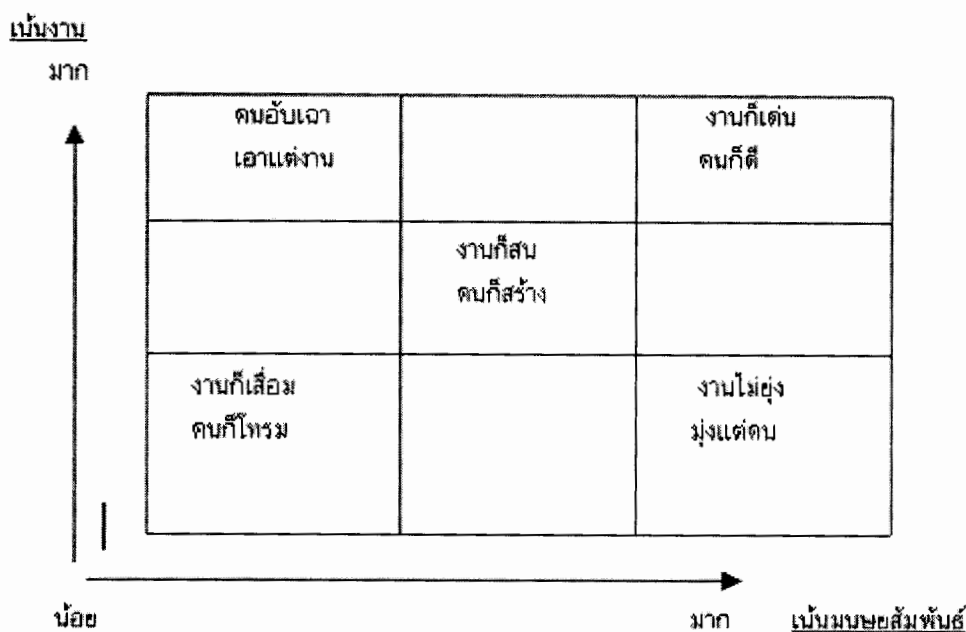 เน้นงาน
มาก
คนอับเฉา
เอาแต่งาน
งานก็เด่น
คนก็ดี
งานก็สน
คนก็สร้าง
งานก็เสื่อม
คนก็โทรม
งานไม่ยุ่ง
มุ่งแต่คน
น้อย
มาก
เน้นมนุษยสัมพันธ์